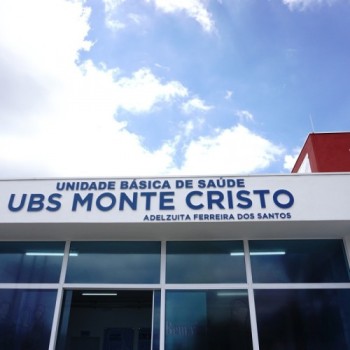 UNIDADE BÁSICA DE SAÚDE
UBS MONTE CRISTO
ADELZUITA FERREIRA DOS SANTOS